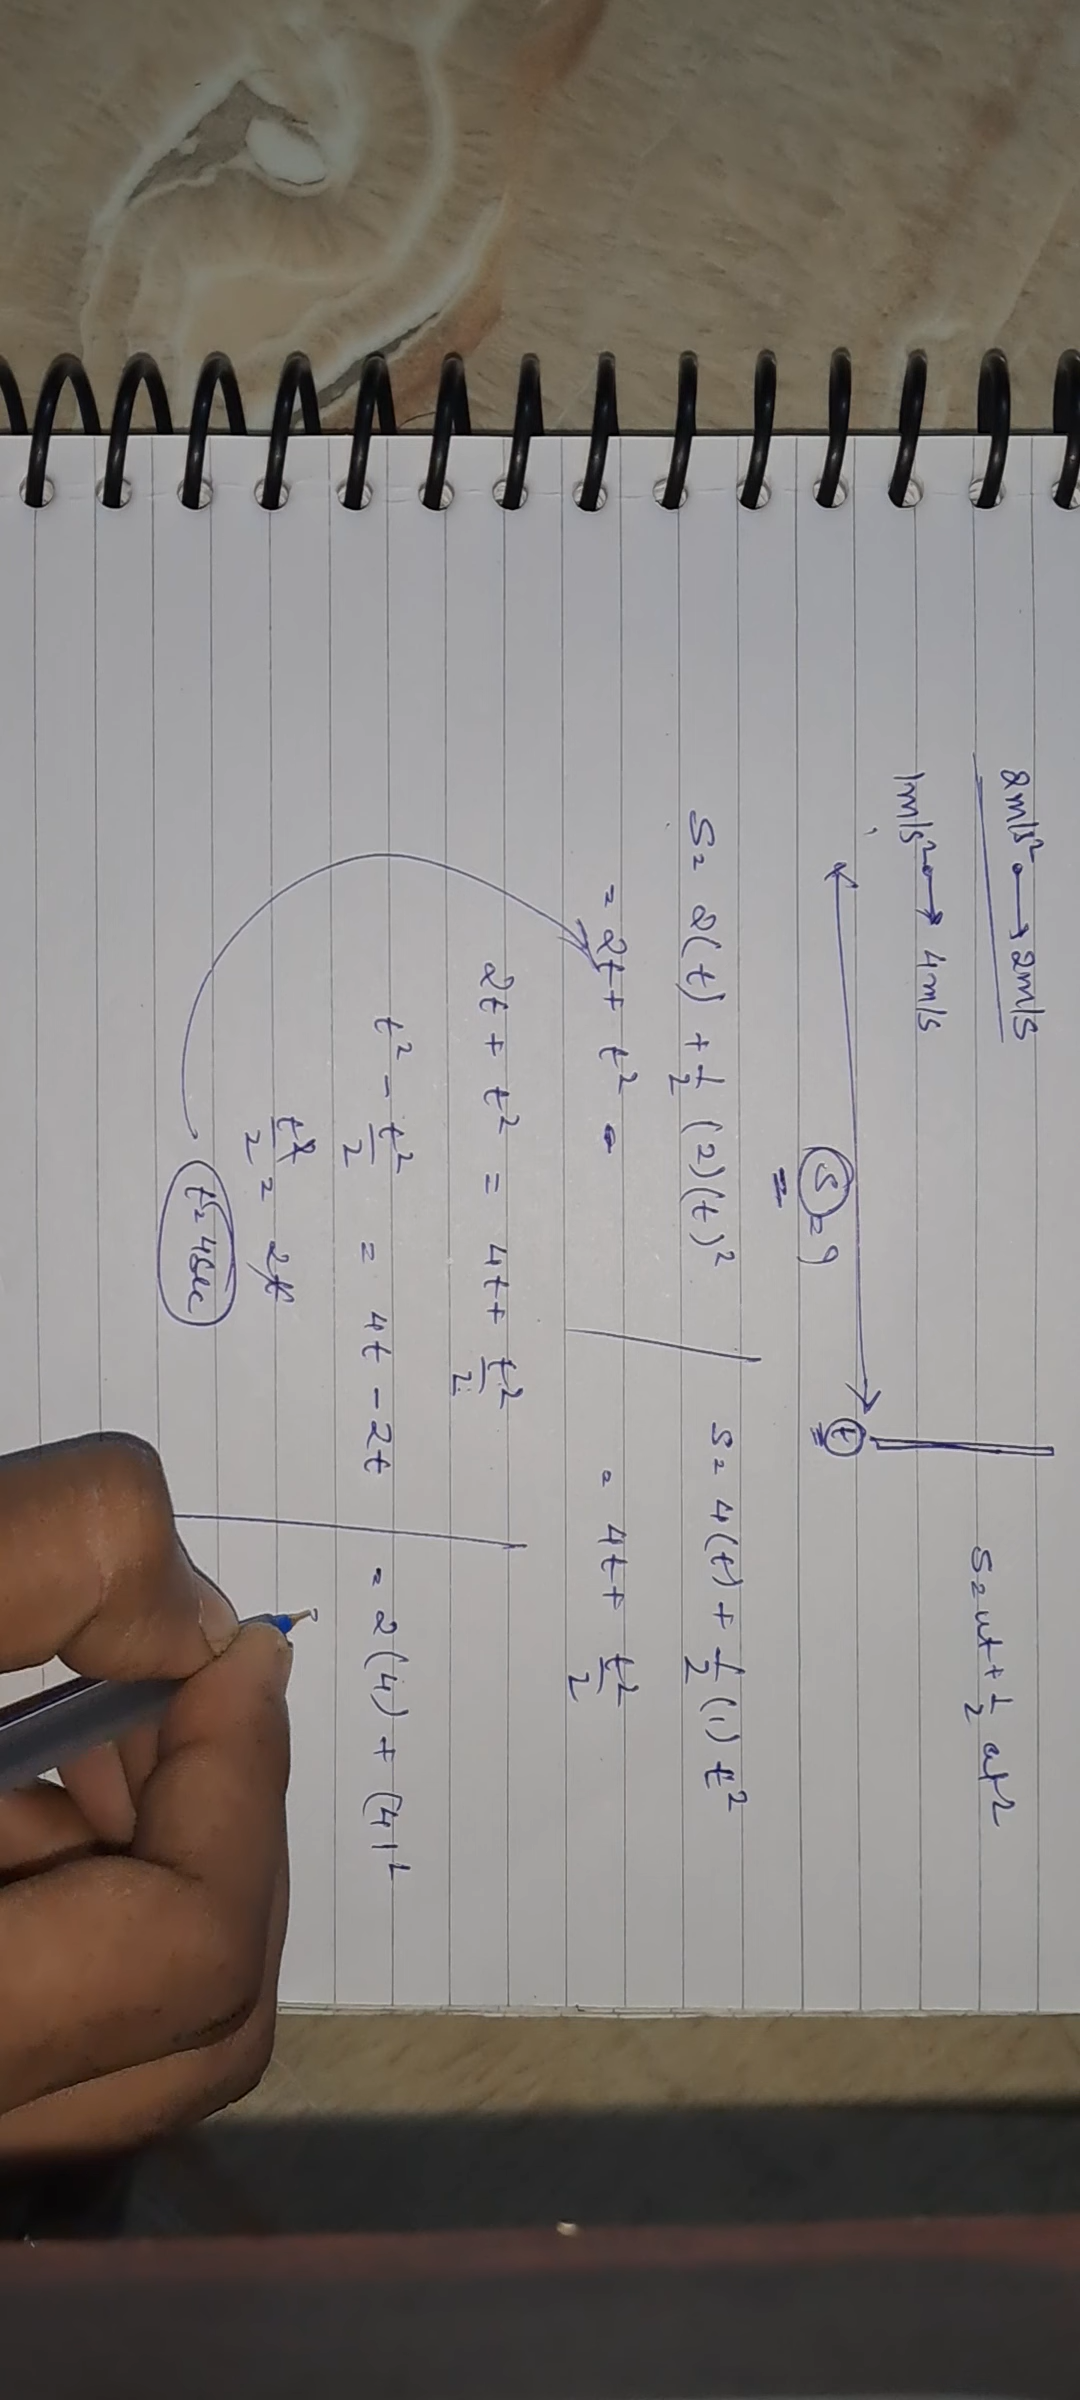 2m/s² → 2m/s
S = ut + 1/2 at²
1m/s² → 4m/s
S = ?
t
S = 2(t) + 1/2 (2)(t)²
S = 4(t) + 1/2 (1) t²
= 2t + t²
= 4t + t²/2
2t + t² = 4t + t²/2
t² - t²/2 = 4t - 2t
= 2(4) + (4)²
t²/2 = 2t
t = 4sec